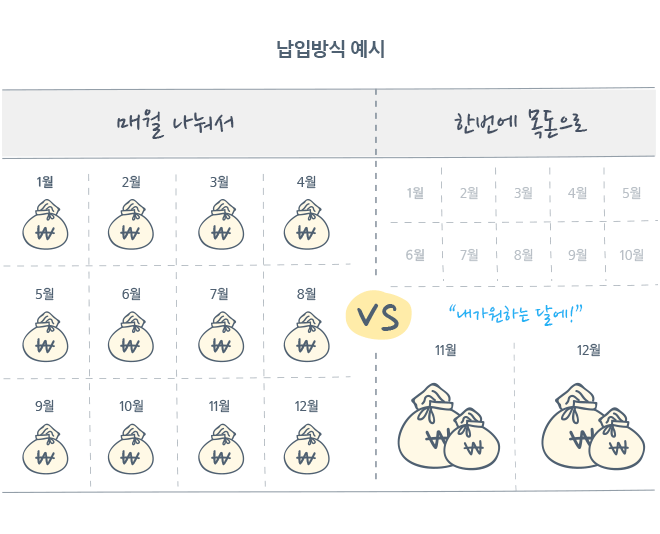 납입방식 예시
매월 나눠서
한번에 목돈으로
1월 2월 3월 4월
₩ ₩ ₩ ₩
5월 6월 7월 8월
₩ ₩ ₩ ₩
9월 10월 11월 12월
₩ ₩ ₩ ₩
VS
1월 2월 3월 4월 5월
6월 7월 8월 9월 10월
“내가원하는 달에!”
11월 12월
₩ ₩ ₩ ₩